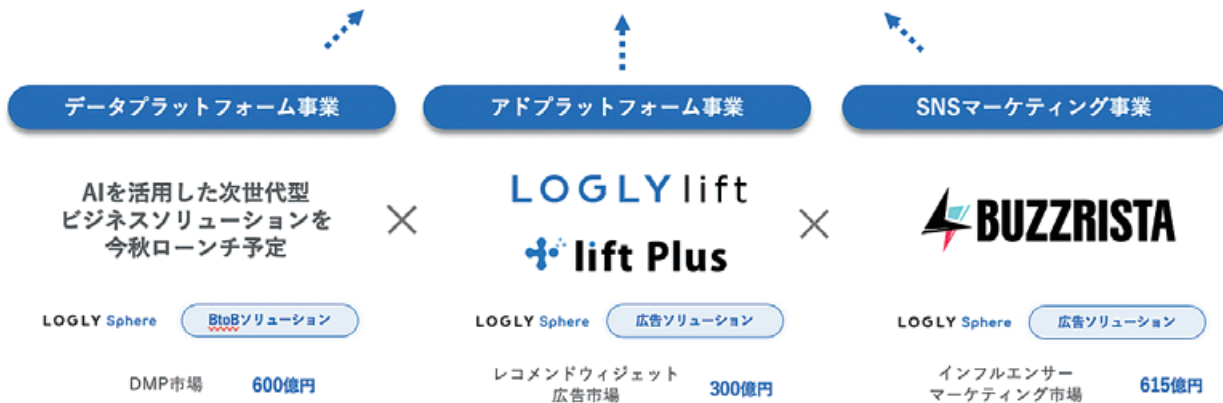 データプラットフォーム事業
アドプラットフォーム事業
SNSマーケティング事業
AIを活用した次世代型
ビジネスソリューションを
今秋ローンチ予定
×
LOGLY lift
lift Plus
×
BUZZRISTA
LOGLY Sphere
BtoBソリューション
LOGLY Sphere
広告ソリューション
LOGLY Sphere
広告ソリューション
DMP市場
600億円
レコメンドウィジェット
広告市場
300億円
インフルエンサー
マーケティング市場
615億円